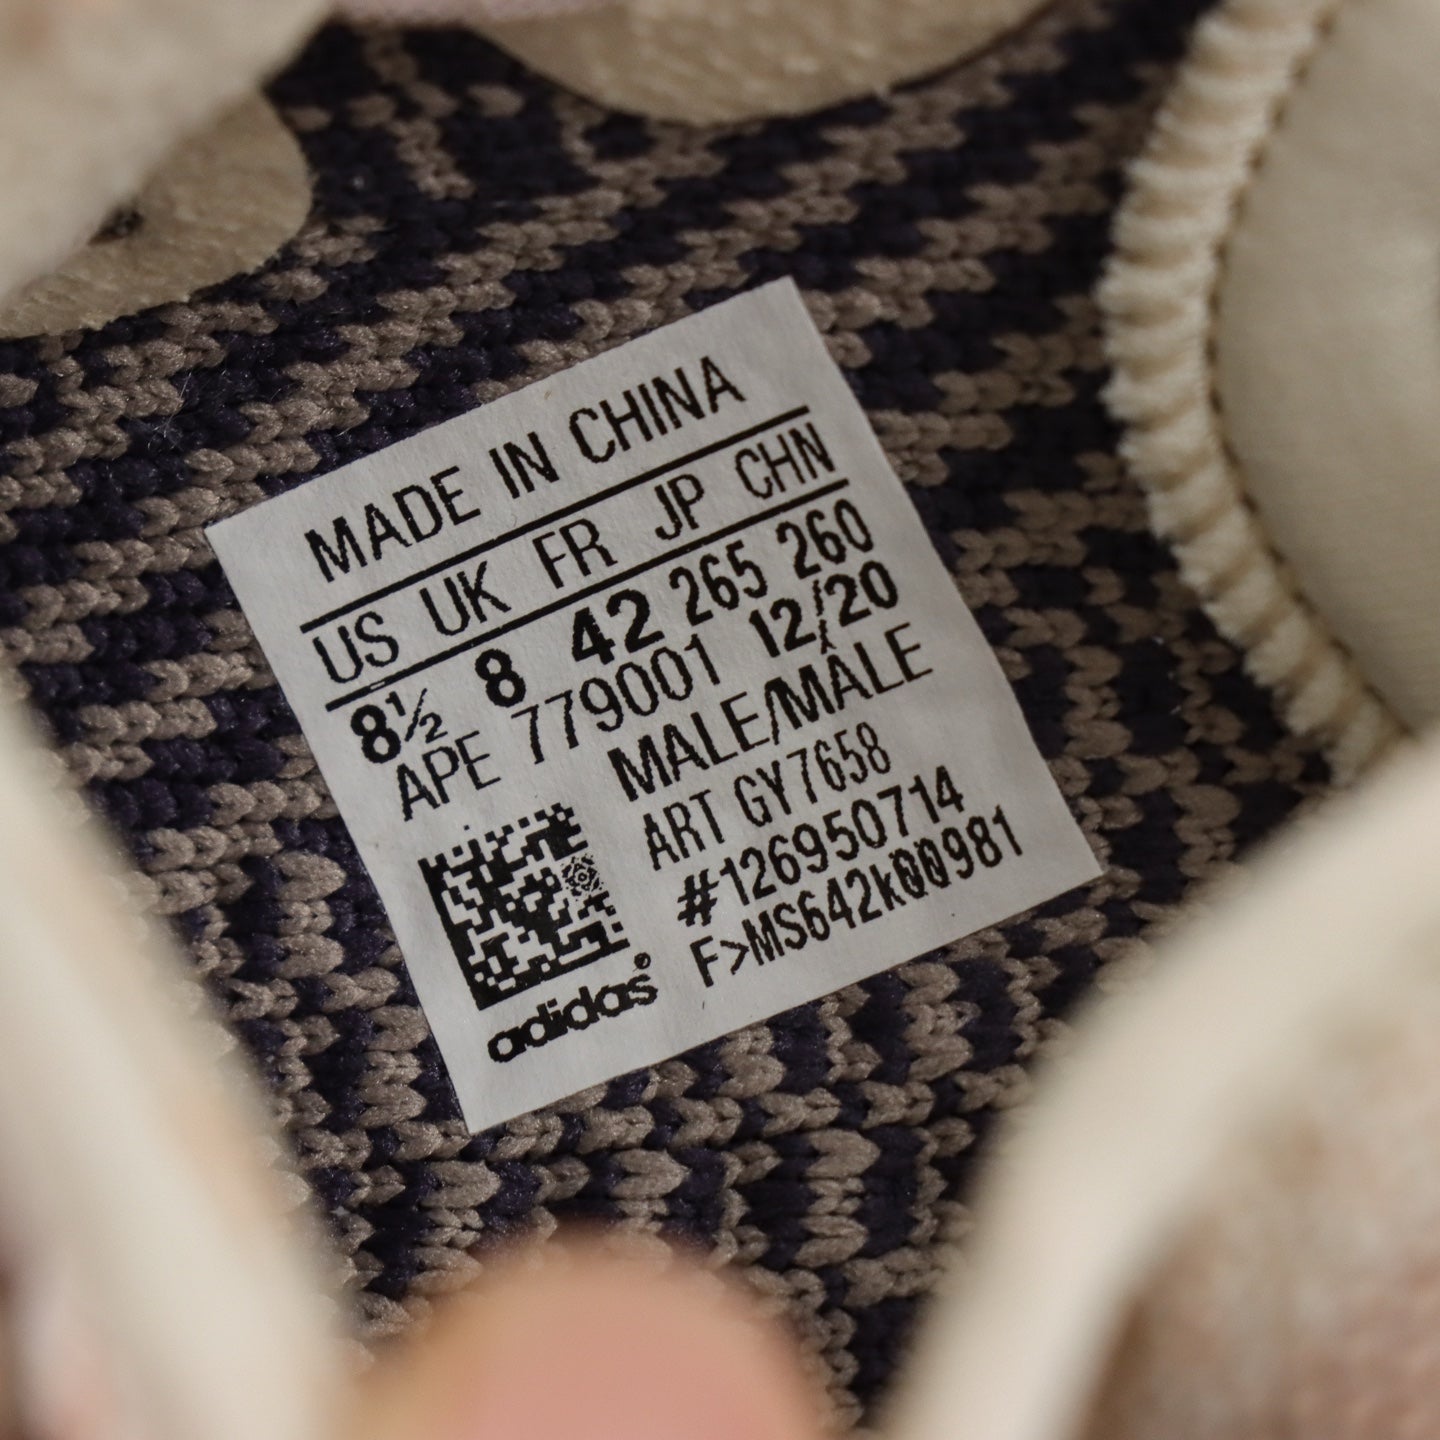 MADE IN CHINA
US UK FR JP CHN
8½ 8 42 265 260
APE 779001 12/20
MALE/MÂLE
ART GY7658
#126950714
F>MS642k00981
adidas®